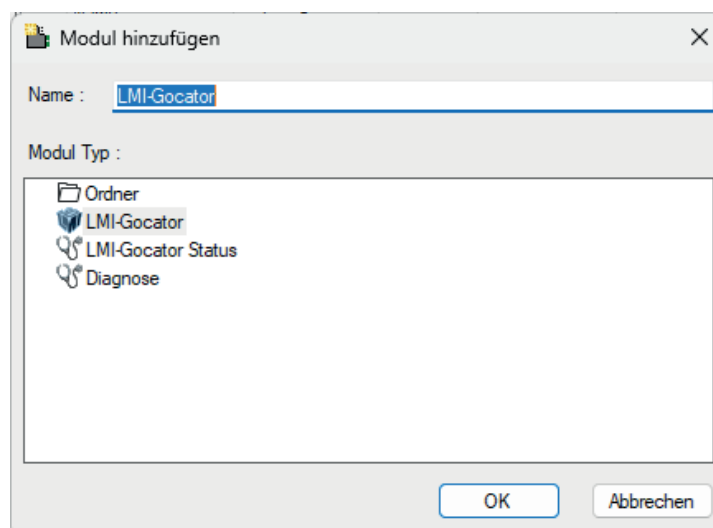 Modul hinzufügen
Name : LMI-Gocator
Modul Typ :
Ordner
LMI-Gocator
LMI-Gocator Status
Diagnose
OK Abbrechen